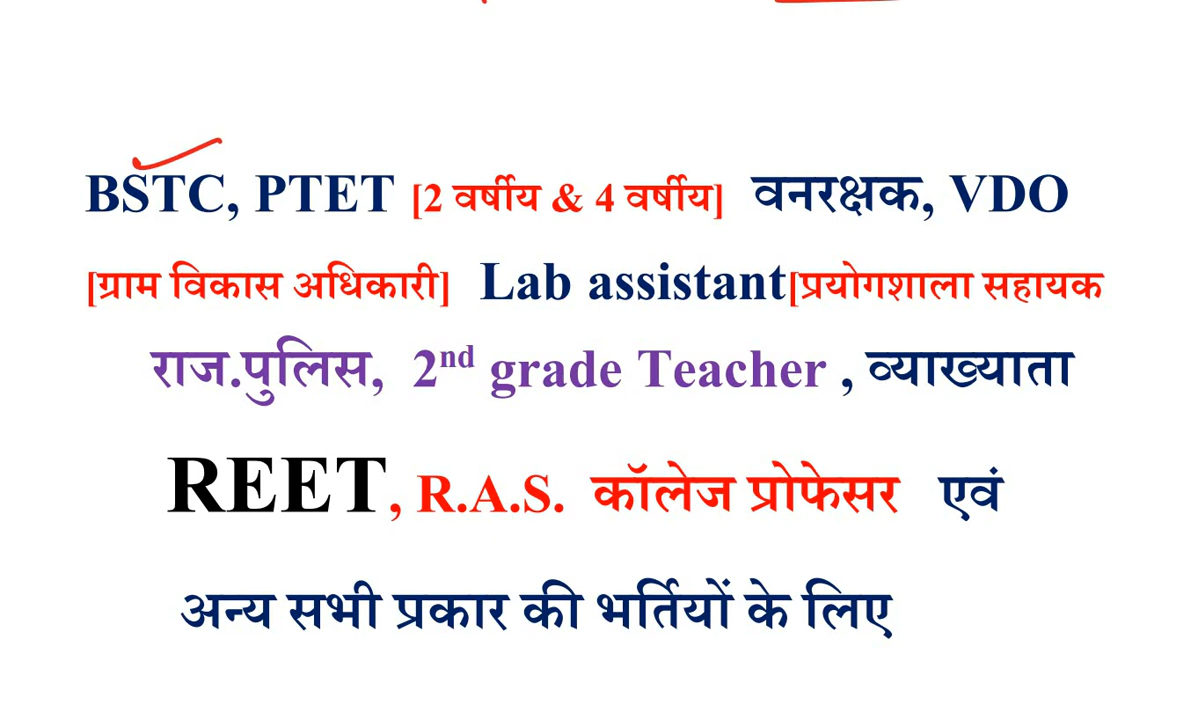 BSTC, PTET [2 वर्षीय & 4 वर्षीय] वनरक्षक, VDO
[ग्राम विकास अधिकारी] Lab assistant[प्रयोगशाला सहायक
राज.पुलिस, 2nd grade Teacher , व्याख्याता
REET, R.A.S. कॉलेज प्रोफेसर एवं
अन्य सभी प्रकार की भर्तियों के लिए